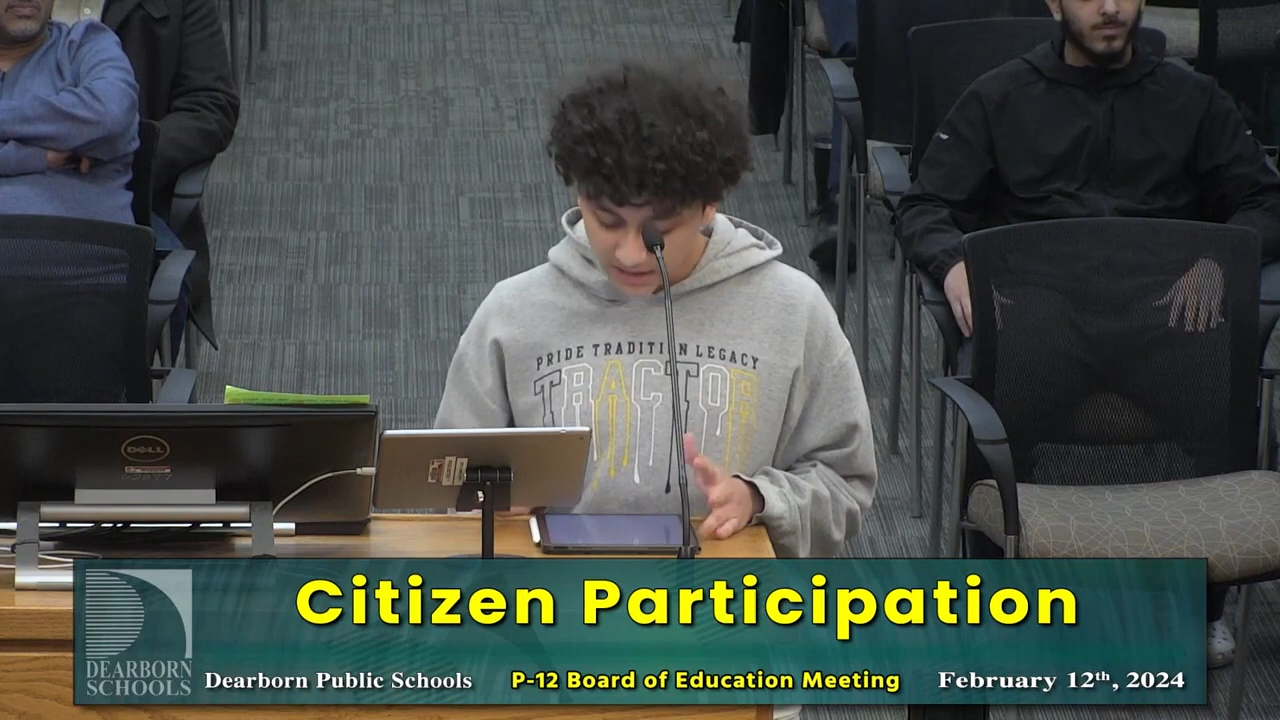 PRIDE TRADITION LEGACY
TRACTOR
DELL
Citizen Participation
DEARBORN
SCHOOLS
Dearborn Public Schools
P-12 Board of Education Meeting
February 12th, 2024